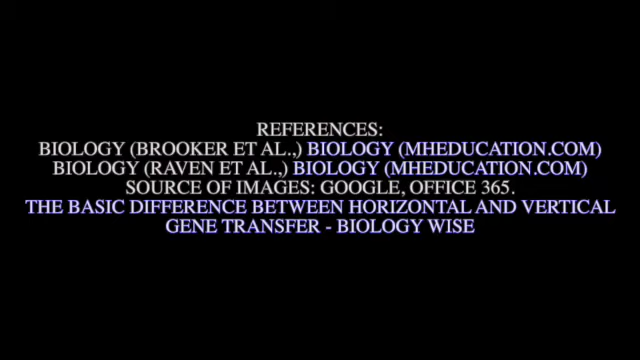 REFERENCES:
BIOLOGY (BROOKER ET AL.,) BIOLOGY (MHEDUCATION.COM)
BIOLOGY (RAVEN ET AL.,) BIOLOGY (MHEDUCATION.COM)
SOURCE OF IMAGES: GOOGLE, OFFICE 365.
THE BASIC DIFFERENCE BETWEEN HORIZONTAL AND VERTICAL
GENE TRANSFER - BIOLOGY WISE